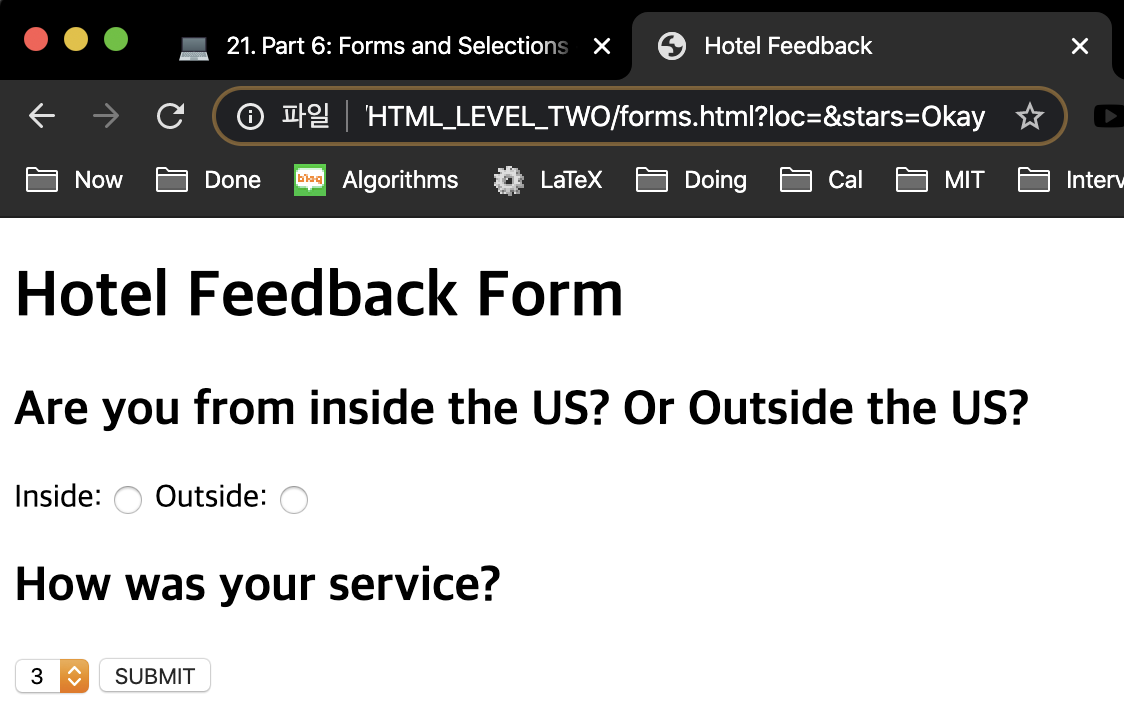 21. Part 6: Forms and Selections
Hotel Feedback
파일 /HTML_LEVEL_TWO/forms.html?loc=&stars=Okay
Now Done blog Algorithms LaTeX Doing Cal MIT Interv
Hotel Feedback Form
Are you from inside the US? Or Outside the US?
Inside: Outside:
How was your service?
3 SUBMIT